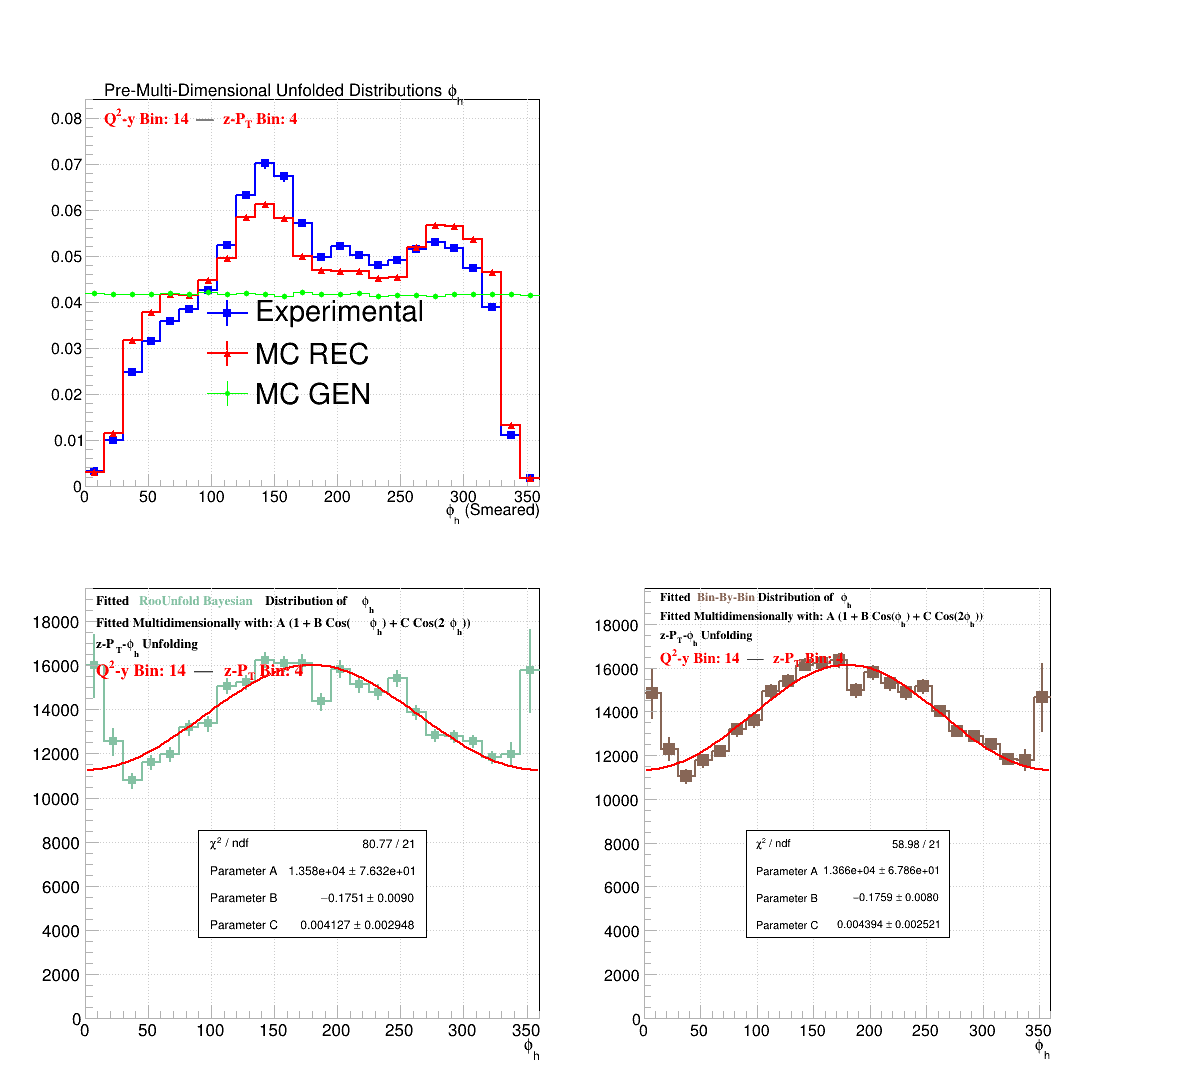 Pre-Multi-Dimensional Unfolded Distributions ϕh
Q²-y Bin: 14 — z-PT Bin: 4
0.08
0.07
0.06
0.05
0.04
0.03
0.02
0.01
0
Experimental
MC REC
MC GEN
0 50 100 150 200 250 300 350
ϕh (Smeared)
Fitted RooUnfold Bayesian Distribution of ϕh
Fitted Multidimensionally with: A (1 + B Cos( ϕh) + C Cos(2 ϕh))
z-PT-ϕh Unfolding
Q²-y Bin: 14 — z-PT Bin: 4
18000
16000
14000
12000
10000
8000
6000
4000
2000
0
χ² / ndf 80.77 / 21
Parameter A 1.358e+04 ± 7.632e+01
Parameter B −0.1751 ± 0.0090
Parameter C 0.004127 ± 0.002948
0 50 100 150 200 250 300 350
ϕh
Fitted Bin-By-Bin Distribution of ϕh
Fitted Multidimensionally with: A (1 + B Cos(ϕh) + C Cos(2ϕh))
z-PT-ϕh Unfolding
Q²-y Bin: 14 — z-PT Bin: 4
18000
16000
14000
12000
10000
8000
6000
4000
2000
0
χ² / ndf 58.98 / 21
Parameter A 1.366e+04 ± 6.786e+01
Parameter B −0.1759 ± 0.0080
Parameter C 0.004394 ± 0.002521
0 50 100 150 200 250 300 350
ϕh